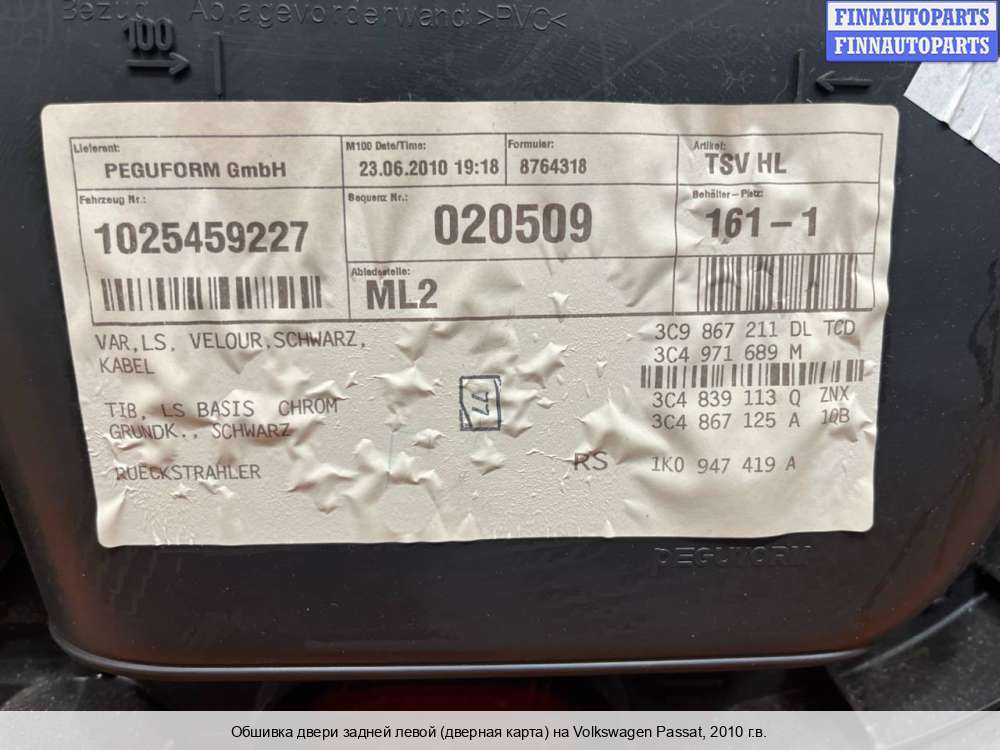 Bezug Ablagevorderwand >PVC<
FINNAUTOPARTS
FINNAUTOPARTS
100
Lieferant:
PEGUFORM GmbH
M100 Date/Time:
23.06.2010 19:18
Formular:
8764318
Artikel:
TSV HL
Fahrzeug Nr.:
1025459227
Sequenz Nr.:
020509
Behälter-Platz:
161-1
Abladestelle:
ML2
VAR,LS, VELOUR,SCHWARZ,
KABEL
3C9 867 211 DL TCD
3C4 971 689 M
TIB, LS BASIS CHROM
GRUNDK., SCHWARZ
3C4 839 113 Q ZNX
3C4 867 125 A 1QB
RUECKSTRAHLER
RS 1K0 947 419 A
77
PEGUFORM
Обшивка двери задней левой (дверная карта) на Volkswagen Passat, 2010 г.в.